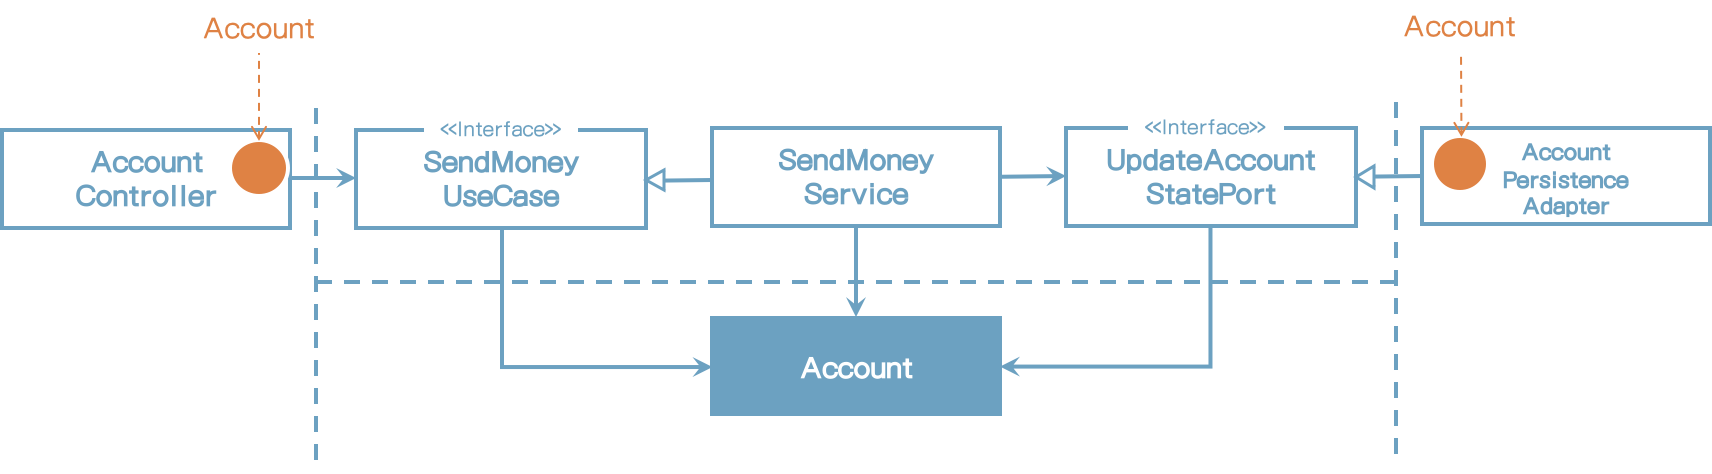 Account
Account
Account
Controller
<<Interface>>
SendMoney
UseCase
SendMoney
Service
<<Interface>>
UpdateAccount
StatePort
Account
Persistence
Adapter
Account